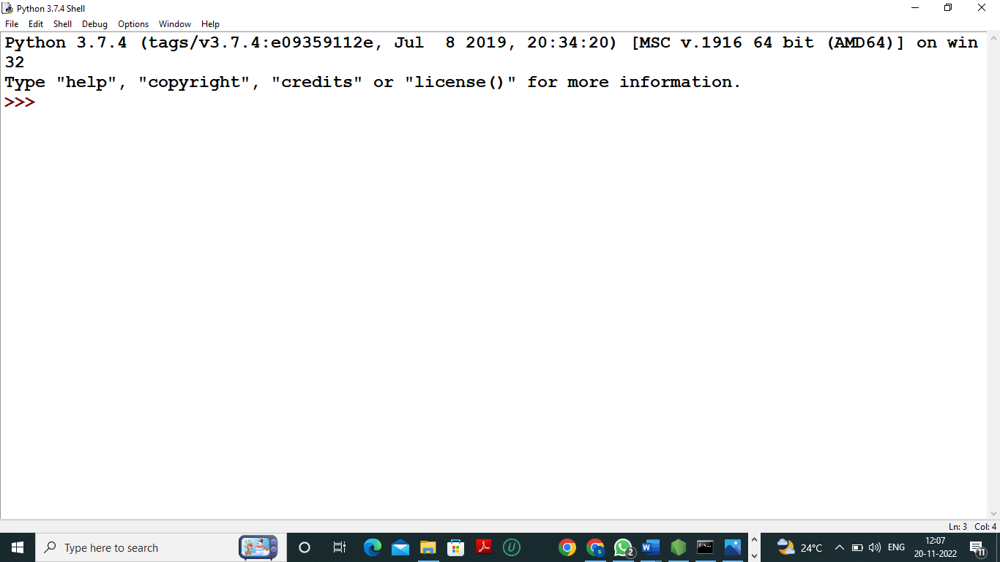 Python 3.7.4 Shell
File Edit Shell Debug Options Window Help
Python 3.7.4 (tags/v3.7.4:e09359112e, Jul  8 2019, 20:34:20) [MSC v.1916 64 bit (AMD64)] on win
32
Type "help", "copyright", "credits" or "license()" for more information.
>>>
Ln: 3 Col: 4
Type here to search
2
24°C
ENG
12:07
20-11-2022
11